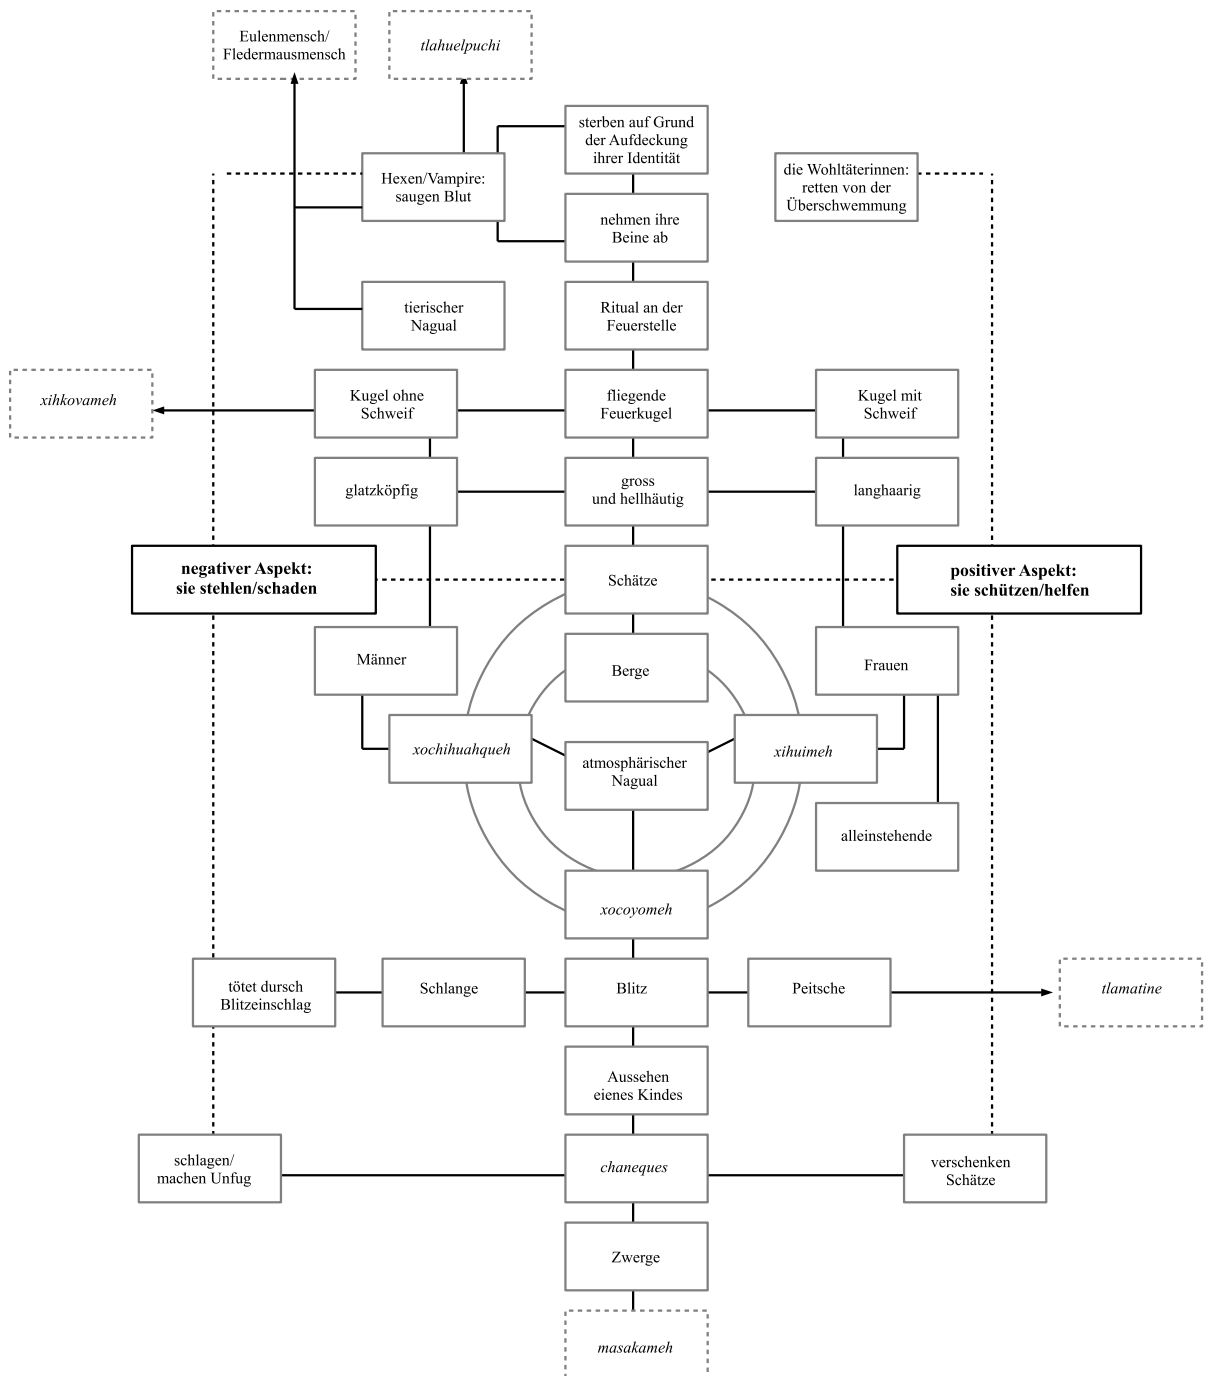 Eulenmensch/
Fledermausmensch
tlahuelpuchi
sterben auf Grund
der Aufdeckung
ihrer Identität
Hexen/Vampire:
saugen Blut
die Wohltäterinnen:
retten von der
Überschwemmung
nehmen ihre
Beine ab
tierischer
Nagual
Ritual an der
Feuerstelle
xihkovameh
Kugel ohne
Schweif
fliegende
Feuerkugel
Kugel mit
Schweif
glatzköpfig
gross
und hellhäutig
langhaarig
negativer Aspekt:
sie stehlen/schaden
Schätze
positiver Aspekt:
sie schützen/helfen
Männer
Berge
Frauen
xochihuahqueh
atmosphärischer
Nagual
xihuimeh
alleinstehende
xocoyomeh
tötet dursch
Blitzeinschlag
Schlange
Blitz
Peitsche
tlamatine
Aussehen
eienes Kindes
schlagen/
machen Unfug
chaneques
verschenken
Schätze
Zwerge
masakameh